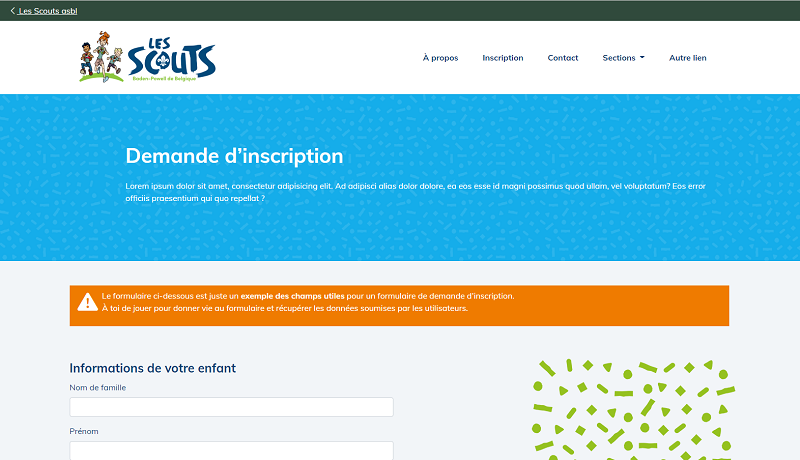 Les Scouts asbl
LES
SCOUTS
Baden-Powell de Belgique
À propos Inscription Contact Sections Autre lien
Demande d'inscription
Lorem ipsum dolor sit amet, consectetur adipisicing elit. Ad adipisci alias dolor dolore, ea eos esse id magni possimus quod ullam, vel voluptatum? Eos error
officiis praesentium qui quo repellat ?
Le formulaire ci-dessous est juste un exemple des champs utiles pour un formulaire de demande d'inscription.
À toi de jouer pour donner vie au formulaire et récupérer les données soumises par les utilisateurs.
Informations de votre enfant
Nom de famille
Prénom